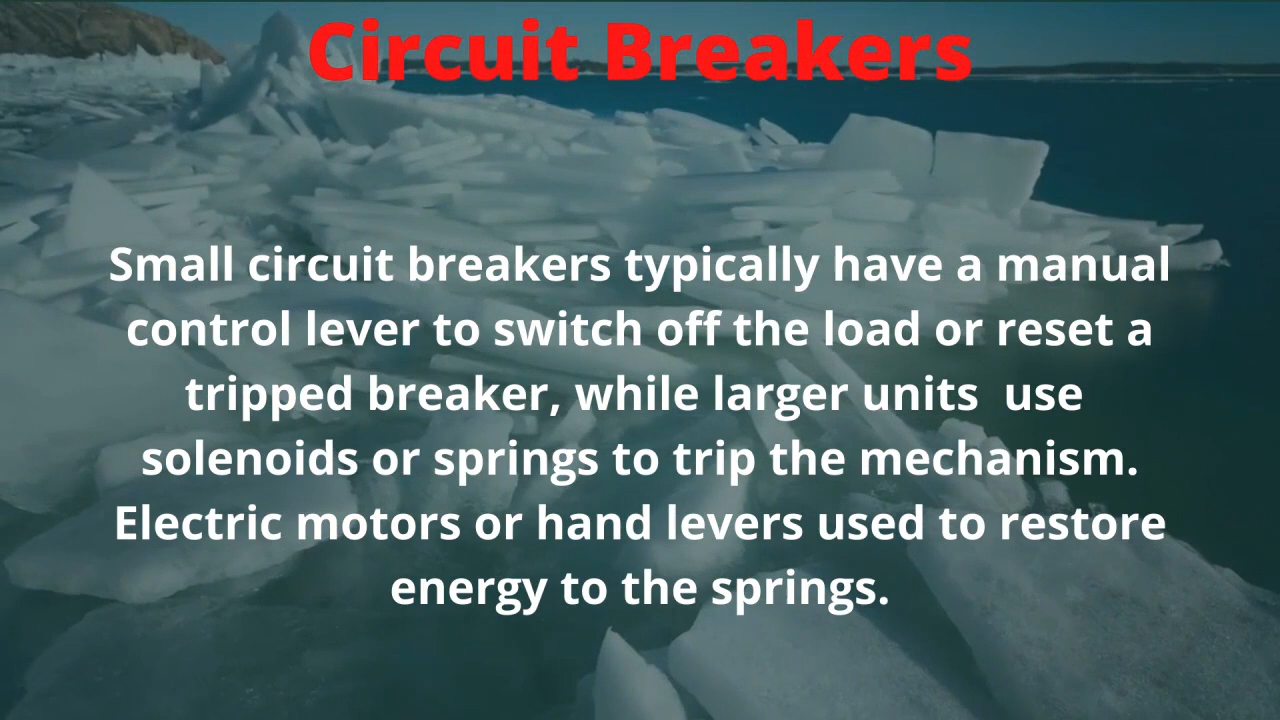 Circuit Breakers
Small circuit breakers typically have a manual
control lever to switch off the load or reset a
tripped breaker, while larger units  use
solenoids or springs to trip the mechanism.
Electric motors or hand levers used to restore
energy to the springs.